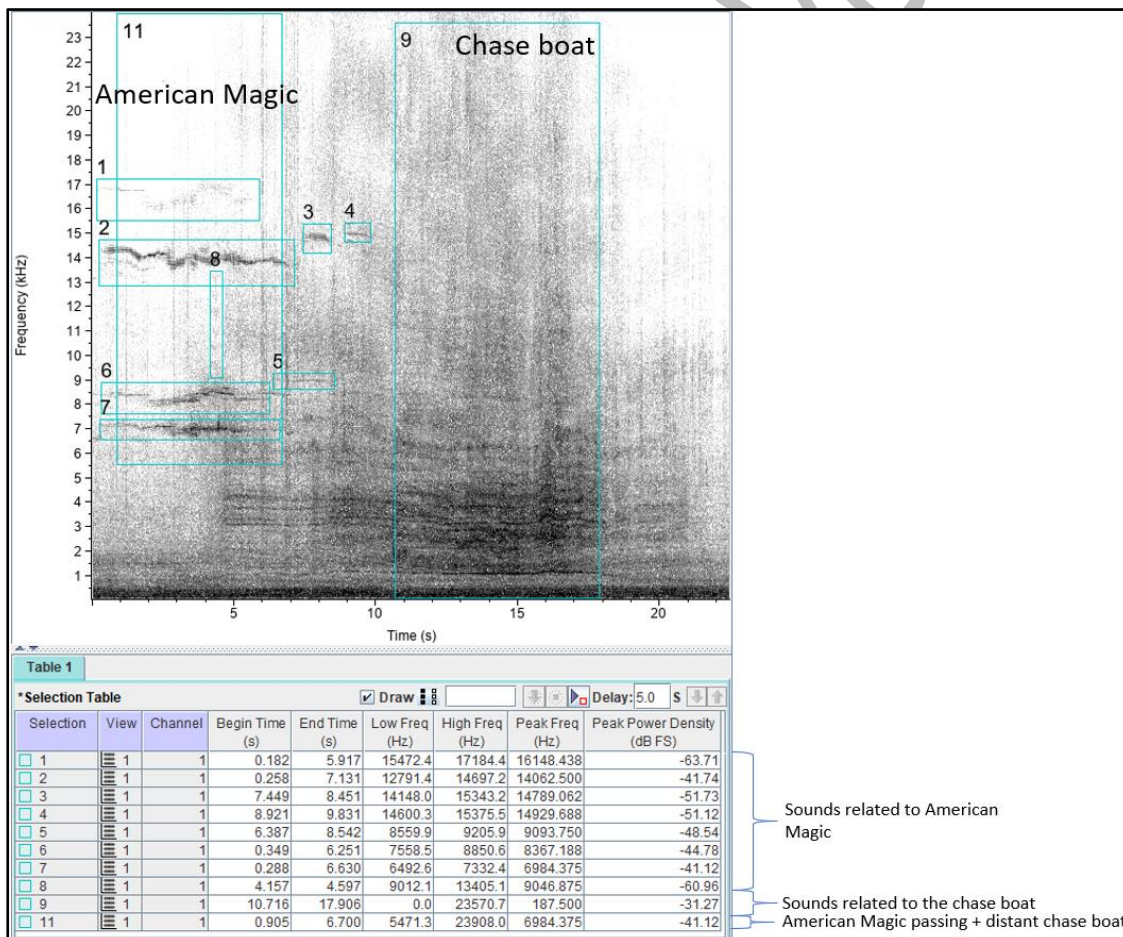 11
9
Chase boat
American Magic
1
2
3
4
8
5
6
7
Frequency (kHz)
23
22
21
20
19
18
17
16
15
14
13
12
11
10
9
8
7
6
5
4
3
2
1
5
10
15
20
Time (s)
Table 1
*Selection Table Draw Delay: 5.0 S
Selection View Channel Begin Time (s) End Time (s) Low Freq (Hz) High Freq (Hz) Peak Freq (Hz) Peak Power Density (dB FS)
1 1 1 0.182 5.917 15472.4 17184.4 16148.438 -63.71
2 1 1 0.258 7.131 12791.4 14697.2 14062.500 -41.74
3 1 1 7.449 8.451 14148.0 15343.2 14789.062 -51.73
4 1 1 8.921 9.831 14600.3 15375.5 14929.688 -51.12
5 1 1 6.387 8.542 8559.9 9205.9 9093.750 -48.54
6 1 1 0.349 6.251 7558.5 8850.6 8367.188 -44.78
7 1 1 0.288 6.630 6492.6 7332.4 6984.375 -41.12
8 1 1 4.157 4.597 9012.1 13405.1 9046.875 -60.96
9 1 1 10.716 17.906 0.0 23570.7 187.500 -31.27
11 1 1 0.905 6.700 5471.3 23908.0 6984.375 -41.12
Sounds related to American
Magic
Sounds related to the chase boat
American Magic passing + distant chase boat